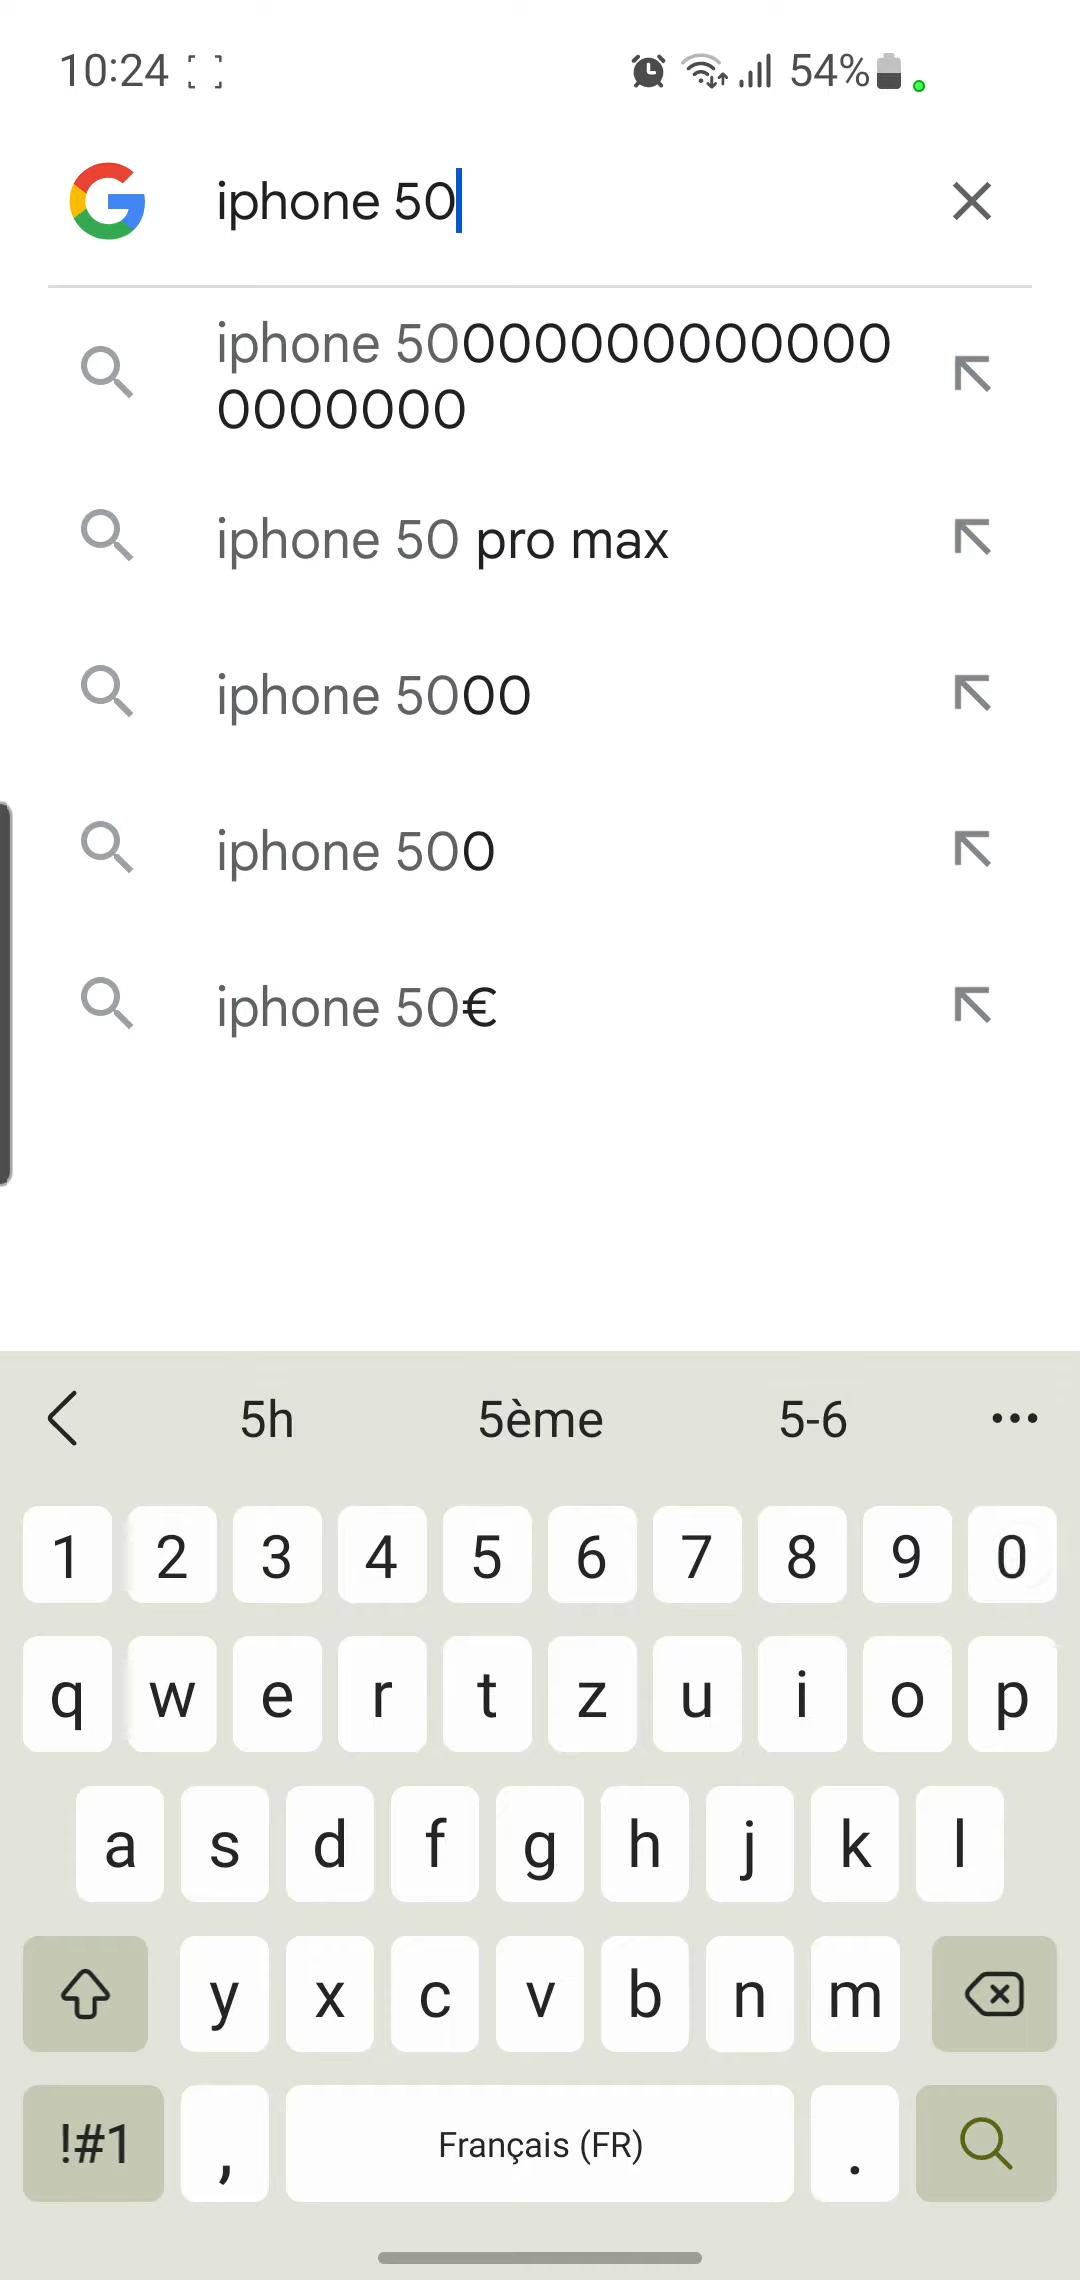 10:24 54%
iphone 50
iphone 50000000000000
0000000
iphone 50 pro max
iphone 5000
iphone 500
iphone 50€
5h 5ème 5-6 •••
1 2 3 4 5 6 7 8 9 0
q w e r t z u i o p
a s d f g h j k l
y x c v b n m
!#1 , Français (FR) .